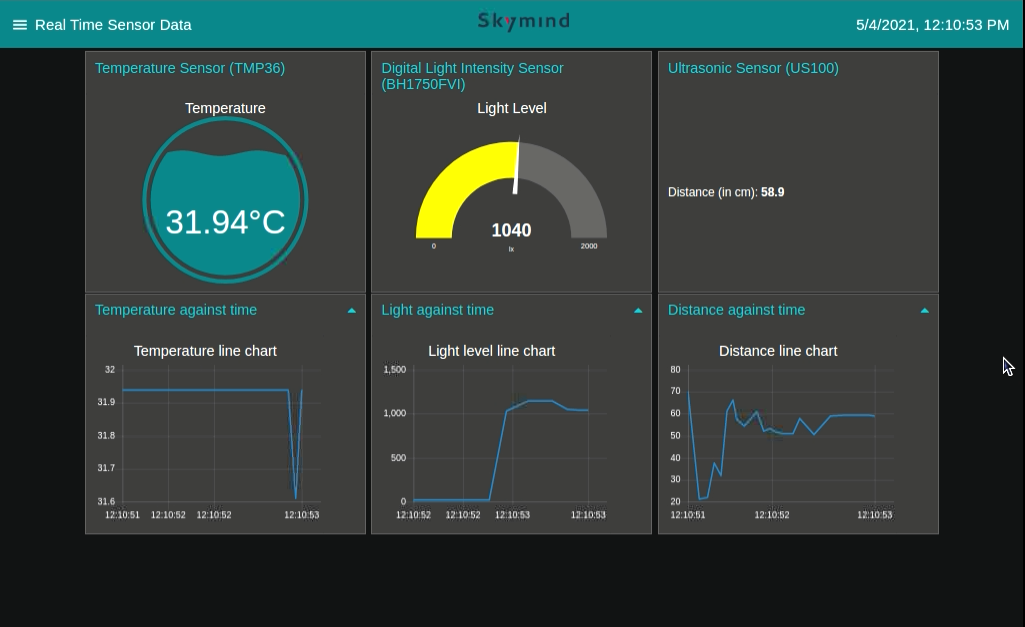 Real Time Sensor Data
Skymind
5/4/2021, 12:10:53 PM
Temperature Sensor (TMP36)
Temperature
31.94°C
Digital Light Intensity Sensor
(BH1750FVI)
Light Level
1040
0
lx
2000
Ultrasonic Sensor (US100)
Distance (in cm): 58.9
Temperature against time
Temperature line chart
32
31.9
31.8
31.7
31.6
12:10:51 12:10:52 12:10:52 12:10:53
Light against time
Light level line chart
1,500
1,000
500
0
12:10:52 12:10:52 12:10:53 12:10:53
Distance against time
Distance line chart
80
70
60
50
40
30
20
12:10:51 12:10:52 12:10:53